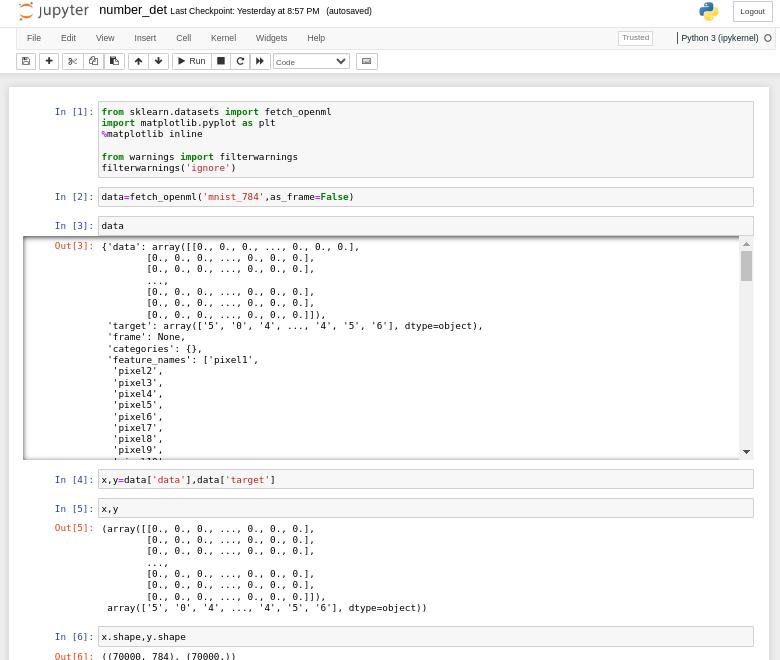 jupyter number_det Last Checkpoint: Yesterday at 8:57 PM (autosaved) Logout
File Edit View Insert Cell Kernel Widgets Help Trusted Python 3 (ipykernel)
Run Code
In [1]: from sklearn.datasets import fetch_openml
import matplotlib.pyplot as plt
%matplotlib inline
from warnings import filterwarnings
filterwarnings('ignore')
In [2]: data=fetch_openml('mnist_784',as_frame=False)
In [3]: data
Out[3]: {'data': array([[0., 0., 0., ..., 0., 0., 0.],
[0., 0., 0., ..., 0., 0., 0.],
[0., 0., 0., ..., 0., 0., 0.],
...,
[0., 0., 0., ..., 0., 0., 0.],
[0., 0., 0., ..., 0., 0., 0.],
[0., 0., 0., ..., 0., 0., 0.]]),
'target': array(['5', '0', '4', ..., '4', '5', '6'], dtype=object),
'frame': None,
'categories': {},
'feature_names': ['pixel1',
'pixel2',
'pixel3',
'pixel4',
'pixel5',
'pixel6',
'pixel7',
'pixel8',
'pixel9',
In [4]: x,y=data['data'],data['target']
In [5]: x,y
Out[5]: (array([[0., 0., 0., ..., 0., 0., 0.],
[0., 0., 0., ..., 0., 0., 0.],
[0., 0., 0., ..., 0., 0., 0.],
...,
[0., 0., 0., ..., 0., 0., 0.],
[0., 0., 0., ..., 0., 0., 0.],
[0., 0., 0., ..., 0., 0., 0.]]),
array(['5', '0', '4', ..., '4', '5', '6'], dtype=object))
In [6]: x.shape,y.shape
Out[6]: ((70000, 784), (70000,))